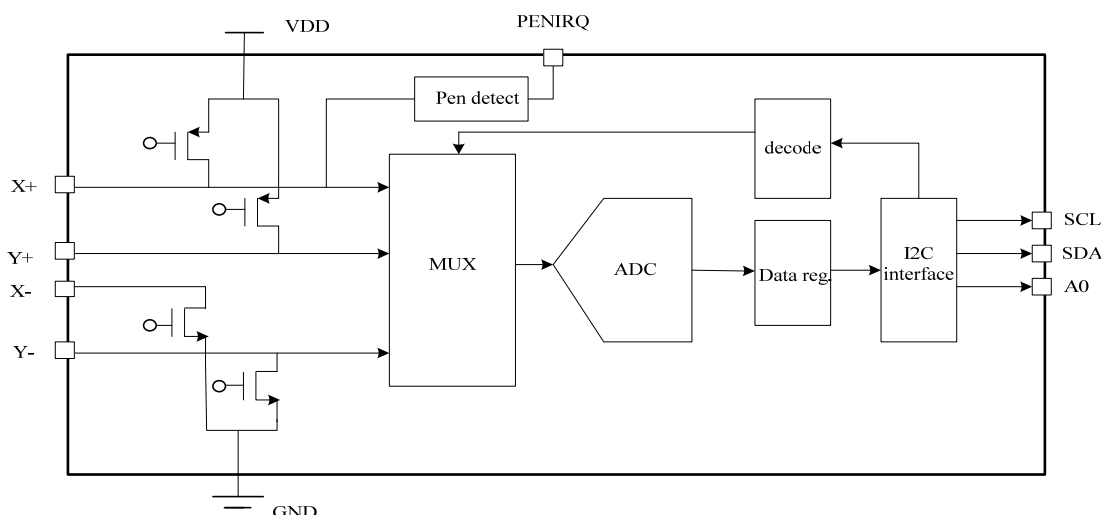 PENIRQ
VDD
Pen detect
decode
X+
SCL
Y+
MUX
ADC
Data reg.
I2C
interface
SDA
X-
A0
Y-
GND